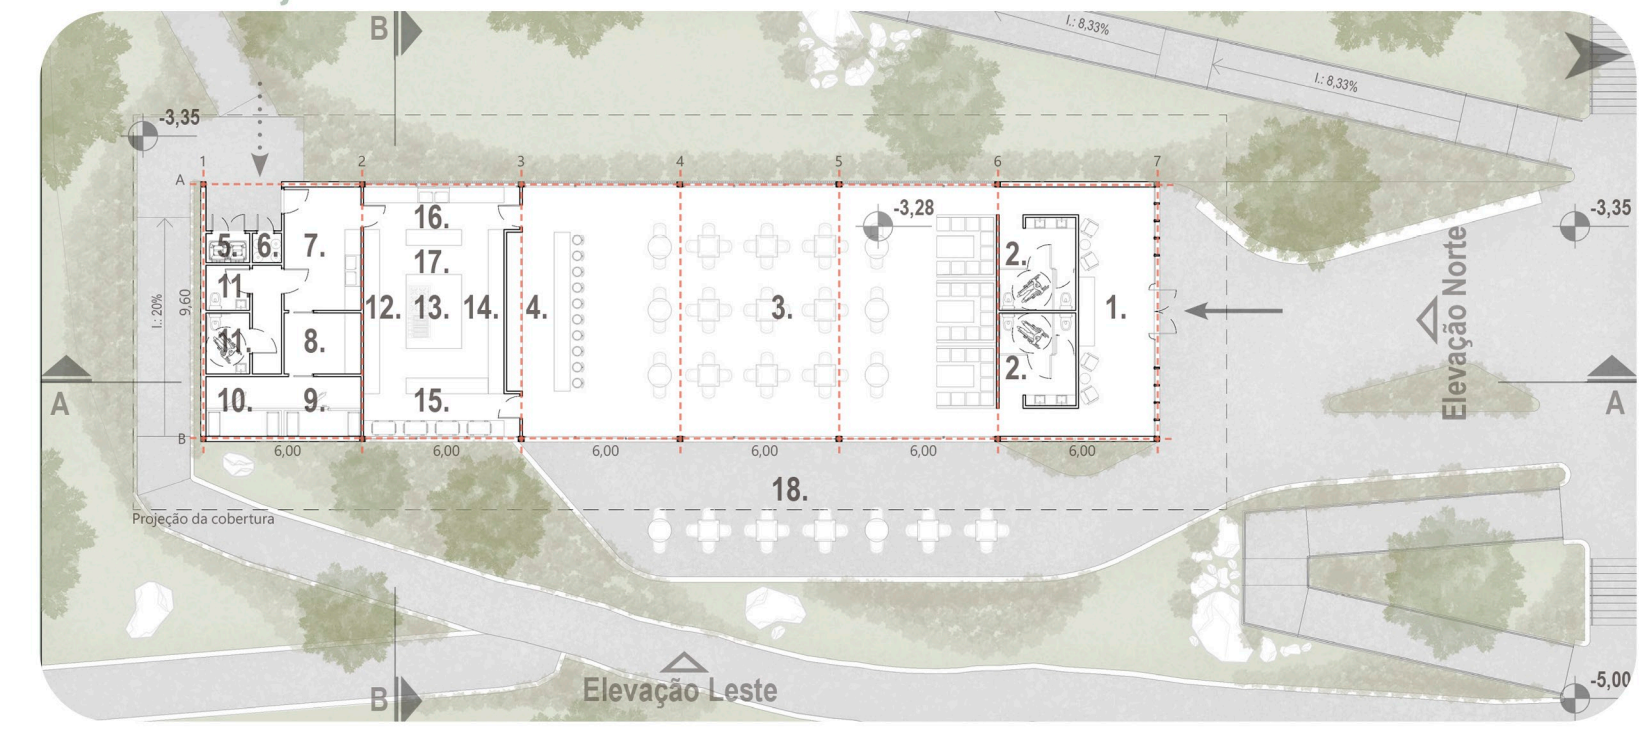 B
I.: 8,33%
I.: 8,33%
-3,35
1 2 3 4 5 6 7
A
-3,28
-3,35
16.
5. 6. 7.
2.
17.
11
12. 13. 14. 4. 3. 1.
I.: 20%
9,60
Elevação Norte
11.
8.
2.
A
A
10. 9. 15.
B
6,00 6,00 6,00 6,00 6,00 6,00
18.
Projeção da cobertura
Elevação Leste
B
-5,00